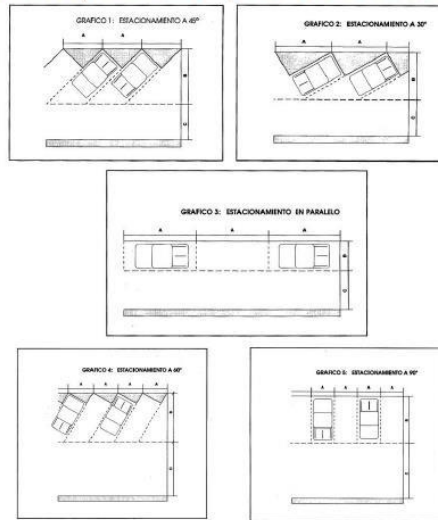 GRAFICO 1: ESTACIONAMIENTO A 45º
A A
B
C
GRAFICO 2: ESTACIONAMIENTO A 30º
A A
B
C
GRAFICO 3: ESTACIONAMIENTO EN PARALELO
A A A
B
C
GRAFICO 4: ESTACIONAMIENTO A 60º
A A A A
B
C
GRAFICO 5: ESTACIONAMIENTO A 90º
A A A
B
C